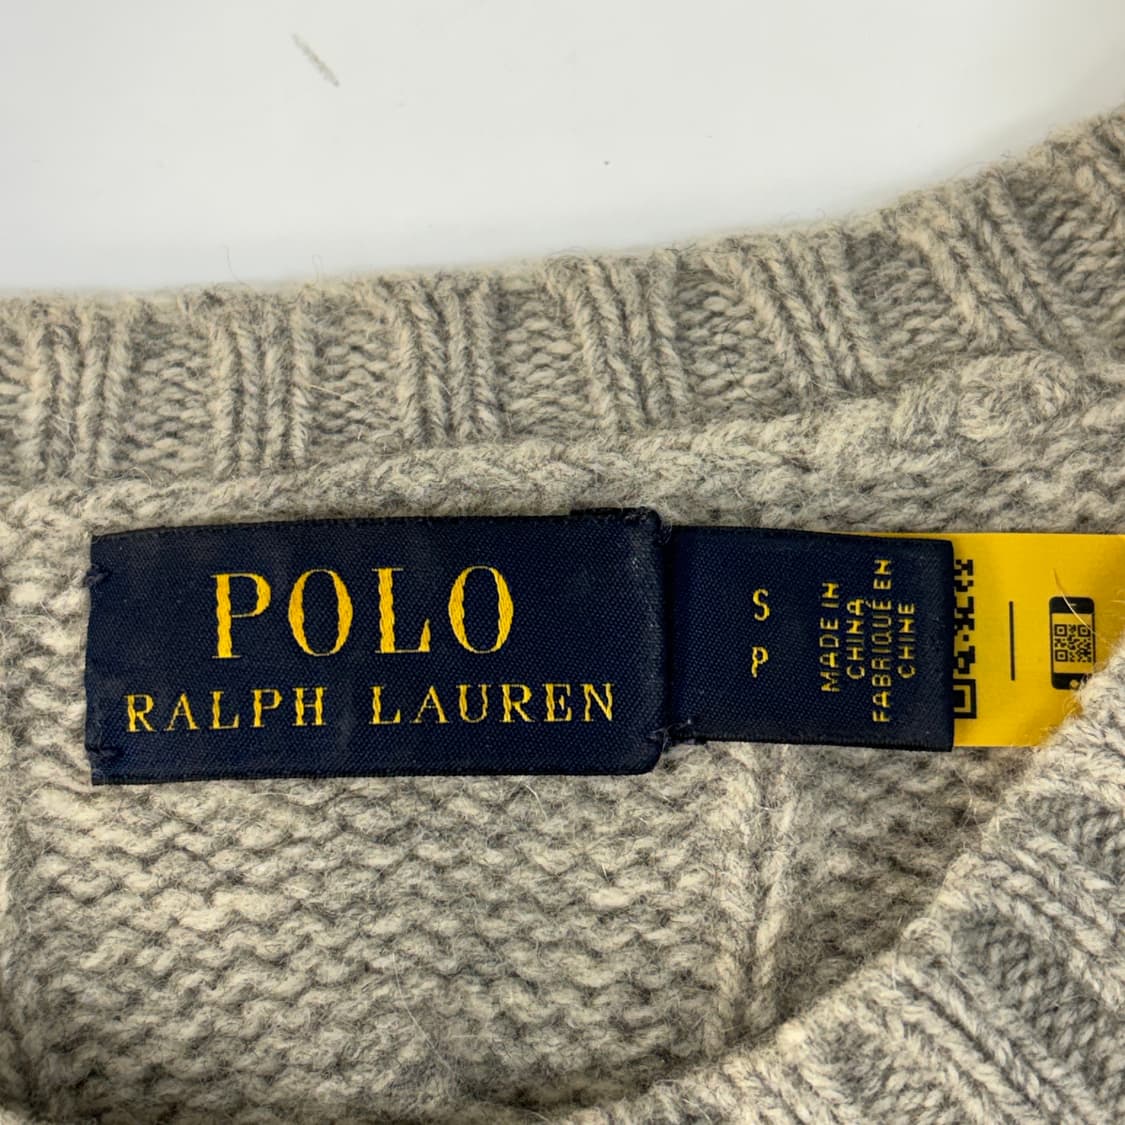 POLO
RALPH LAUREN
S
P
MADE IN
CHINA
FABRIQUÉ EN
CHINE